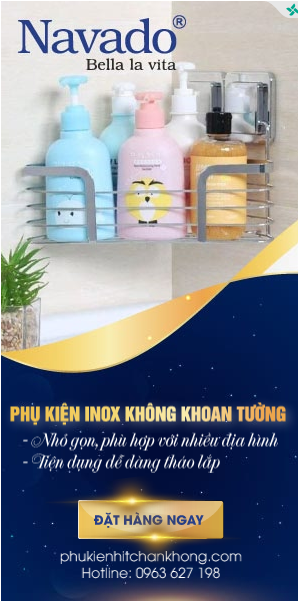 Navado®
Bella la vita
PHỤ KIỆN INOX KHÔNG KHOAN TƯỜNG
- Nhỏ gọn, phù hợp với nhiều địa hình
- Tiện dụng dễ dàng tháo lắp
ĐẶT HÀNG NGAY
phukienhitchankhong.com
Hotline: 0963 627 198